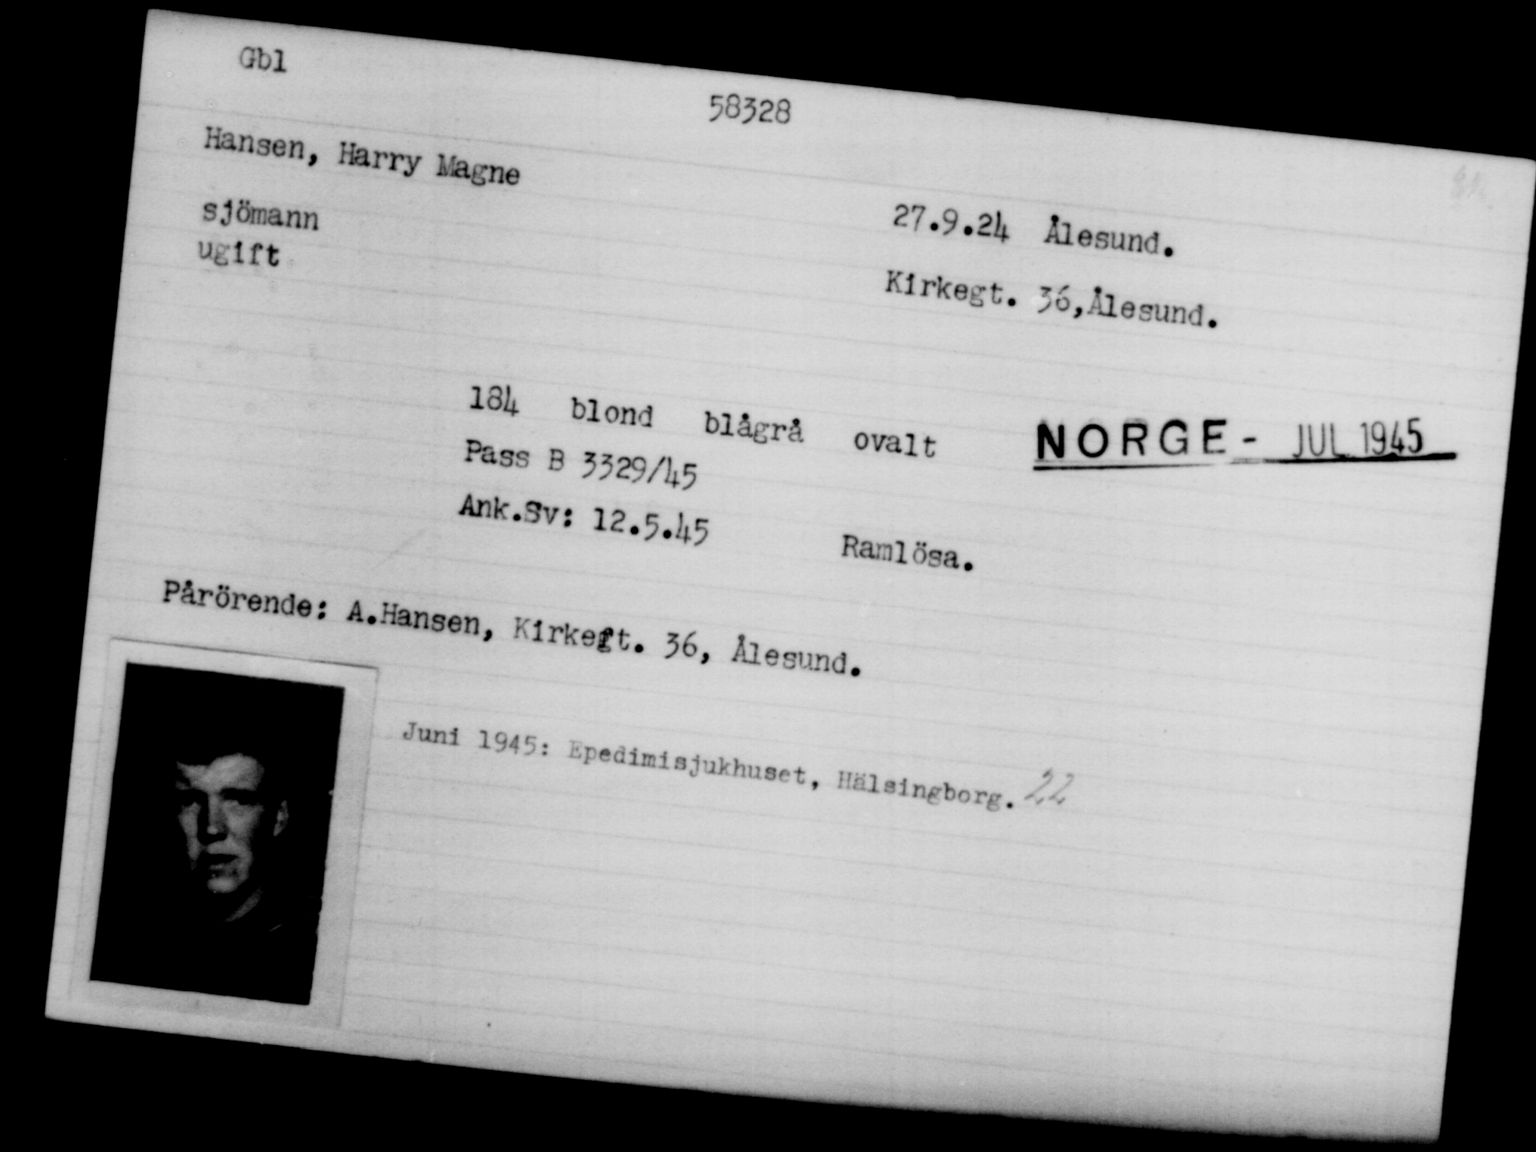 Gbl
58328
Hansen, Harry Magne
sjömann
27.9.24 Ålesund.
ugift
Kirkegt. 36,Ålesund.
184 blond blågrå ovalt
NORGE - JUL 1945
Pass B 3329/45
Ank.Sv: 12.5.45 Ramlösa.
Pårörende: A.Hansen, Kirkegt. 36, Ålesund.
Juni 1945: Epedimisjukhuset, Hälsingborg. 22